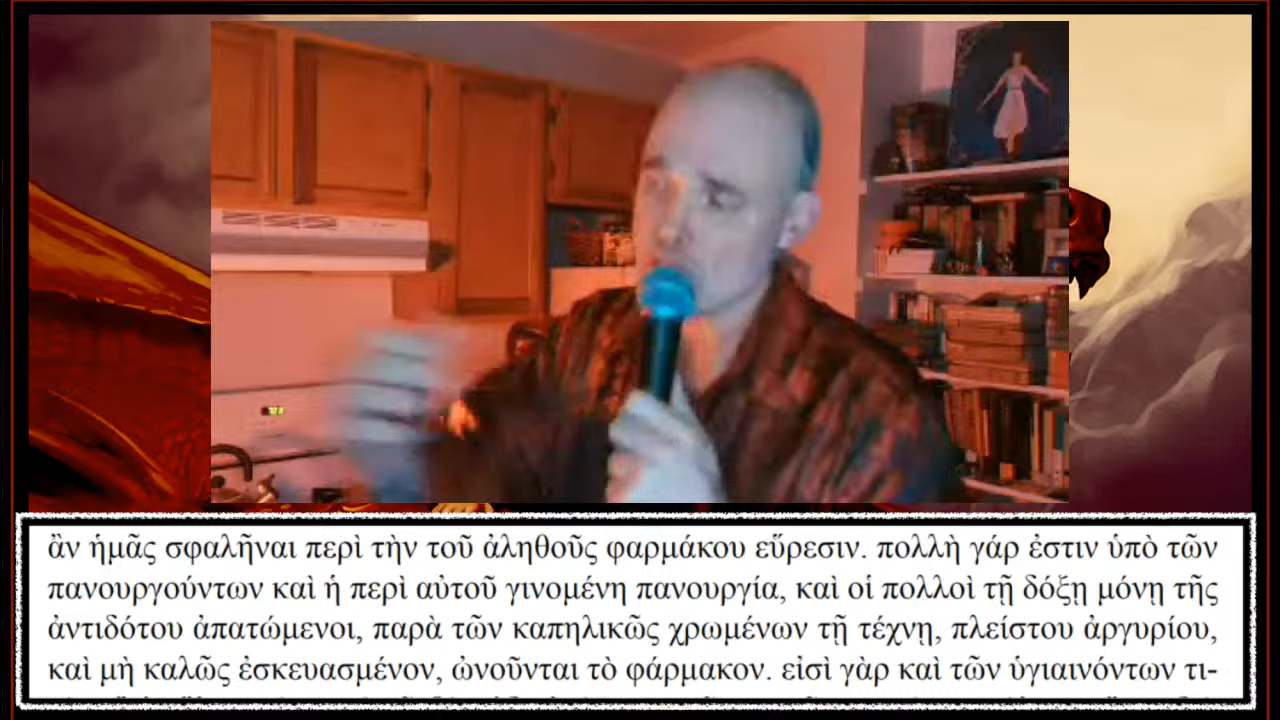 ἂν ἡμᾶς σφαλῆναι περὶ τὴν τοῦ ἀληθοῦς φαρμάκου εὕρεσιν. πολλὴ γάρ ἐστιν ὑπὸ τῶν
πανουργούντων καὶ ἡ περὶ αὐτοῦ γινομένη πανουργία, καὶ οἱ πολλοὶ τῇ δόξῃ μόνῃ τῆς
ἀντιδότου ἀπατώμενοι, παρὰ τῶν καπηλικῶς χρωμένων τῇ τέχνῃ, πλείστου ἀργυρίου,
καὶ μὴ καλῶς ἐσκευασμένον, ὠνοῦνται τὸ φάρμακον. εἰσὶ γὰρ καὶ τῶν ὑγιαινόντων τι-